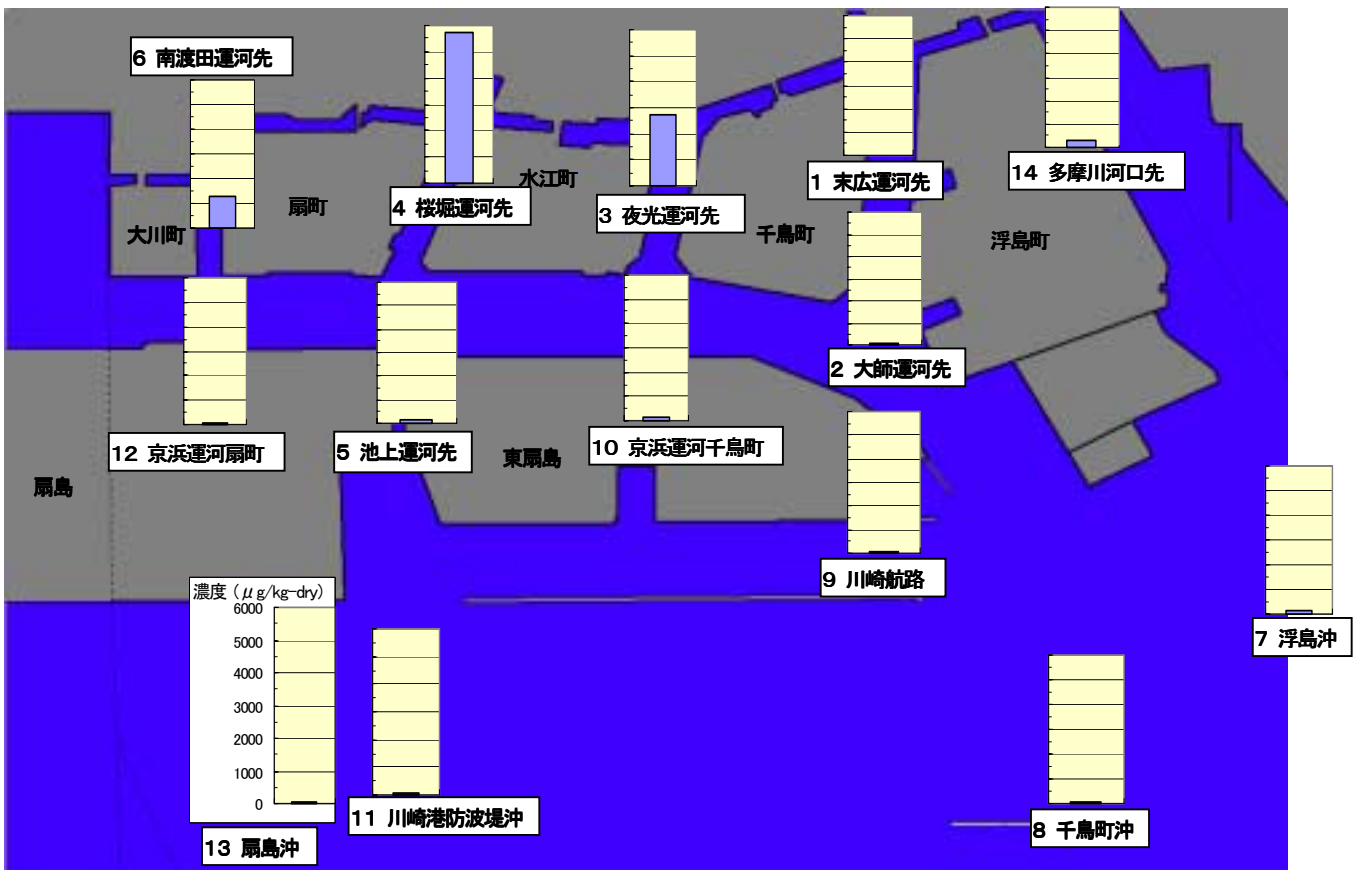 6 南渡田運河先
4 桜堀運河先
水江町
3 夜光運河先
1 末広運河先
14 多摩川河口先
扇町
大川町
千鳥町
浮島町
2 大師運河先
12 京浜運河扇町
5 池上運河先
東扇島
10 京浜運河千鳥町
扇島
9 川崎航路
7 浮島沖
濃度(μg/kg-dry)
6000
5000
4000
3000
2000
1000
0
13 扇島沖
11 川崎港防波堤沖
8 千鳥町沖